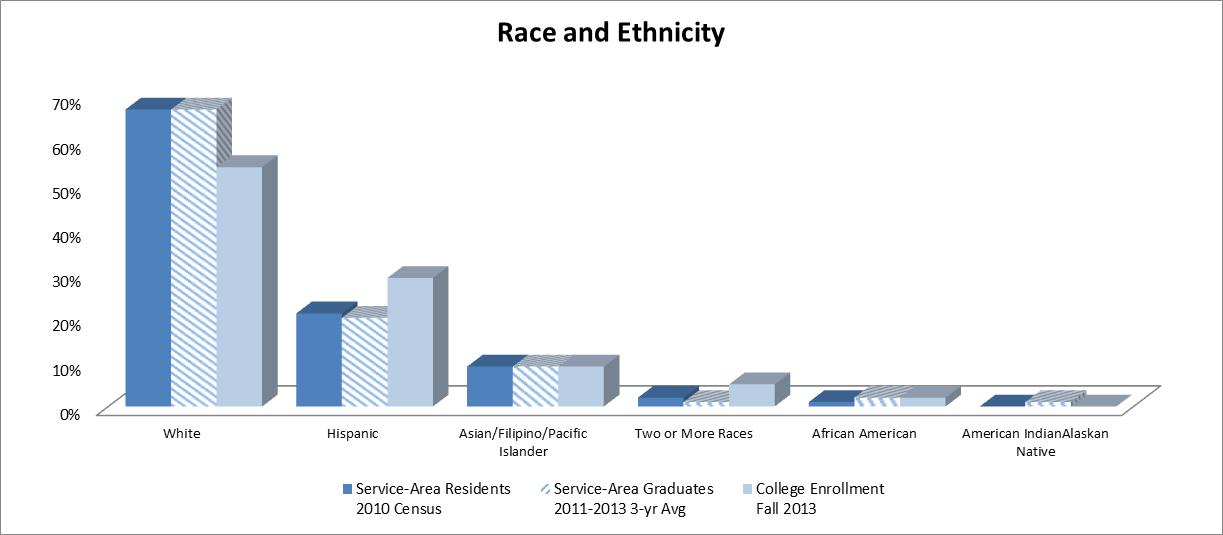 Race and Ethnicity
70%
60%
50%
40%
30%
20%
10%
0%
White
Hispanic
Asian/Filipino/Pacific
Islander
Two or More Races
African American
American IndianAlaskan
Native
Service-Area Residents
2010 Census
Service-Area Graduates
2011-2013 3-yr Avg
College Enrollment
Fall 2013